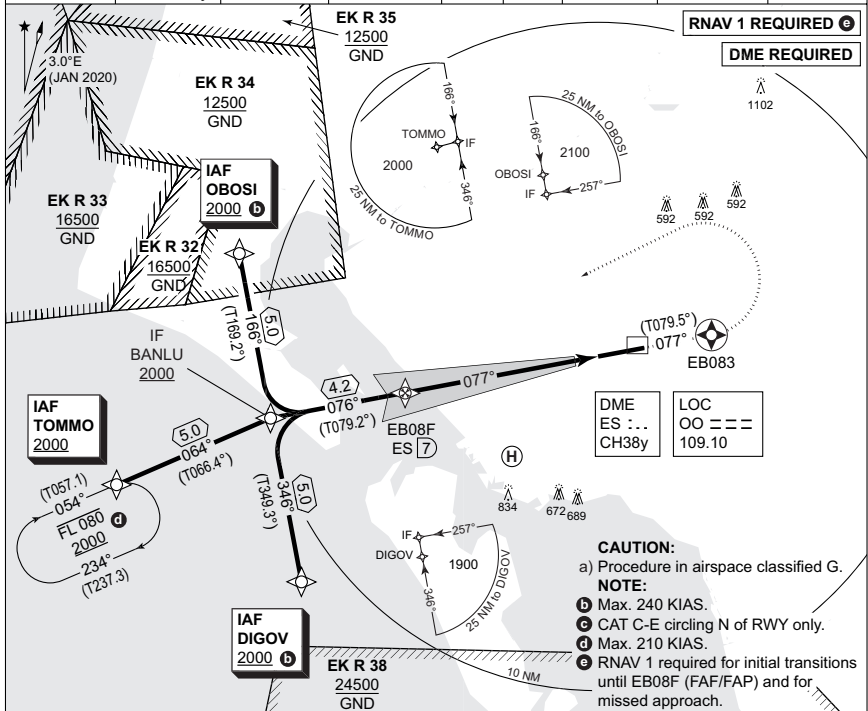 EK R 35
12500
GND
RNAV 1 REQUIRED e
DME REQUIRED
3.0°E
(JAN 2020)
EK R 34
12500
GND
1102
166°
TOMMO
IF
2000
346°
25 NM to TOMMO
25 NM to OBOSI
166°
2100
OBOSI
IF
257°
IAF
OBOSI
2000 b
EK R 33
16500
GND
592
592
592
EK R 32
16500
GND
5.0
166°
(T169.2°)
IF
BANLU
2000
(T079.5°)
077°
EB083
4.2
076°
(T079.2°)
077°
EB08F
ES 7
IAF
TOMMO
2000
5.0
064°
(T066.4°)
DME
ES :..
CH38y
LOC
OO = = =
109.10
H
(T057.1)
054°
FL 080 d
2000
234°
(T237.3)
5.0
346°
(T349.3°)
834
672
689
IF
257°
DIGOV
1900
346°
25 NM to DIGOV
CAUTION:
a) Procedure in airspace classified G.
NOTE:
b Max. 240 KIAS.
c CAT C-E circling N of RWY only.
d Max. 210 KIAS.
e RNAV 1 required for initial transitions
until EB08F (FAF/FAP) and for
missed approach.
IAF
DIGOV
2000 b
EK R 38
24500
GND
10 NM